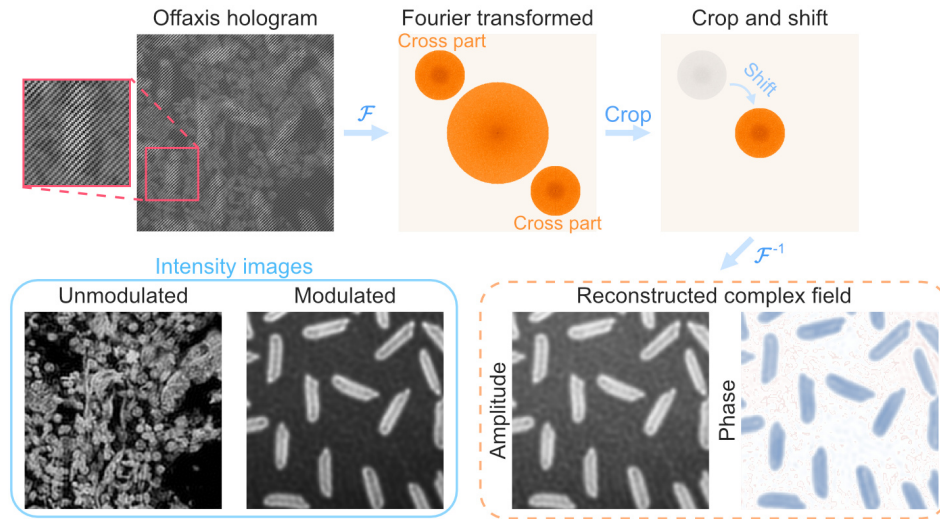 Offaxis hologram
Fourier transformed
Crop and shift
Cross part
Shift
ℱ
Crop
Cross part
ℱ⁻¹
Intensity images
Unmodulated
Modulated
Reconstructed complex field
Amplitude
Phase